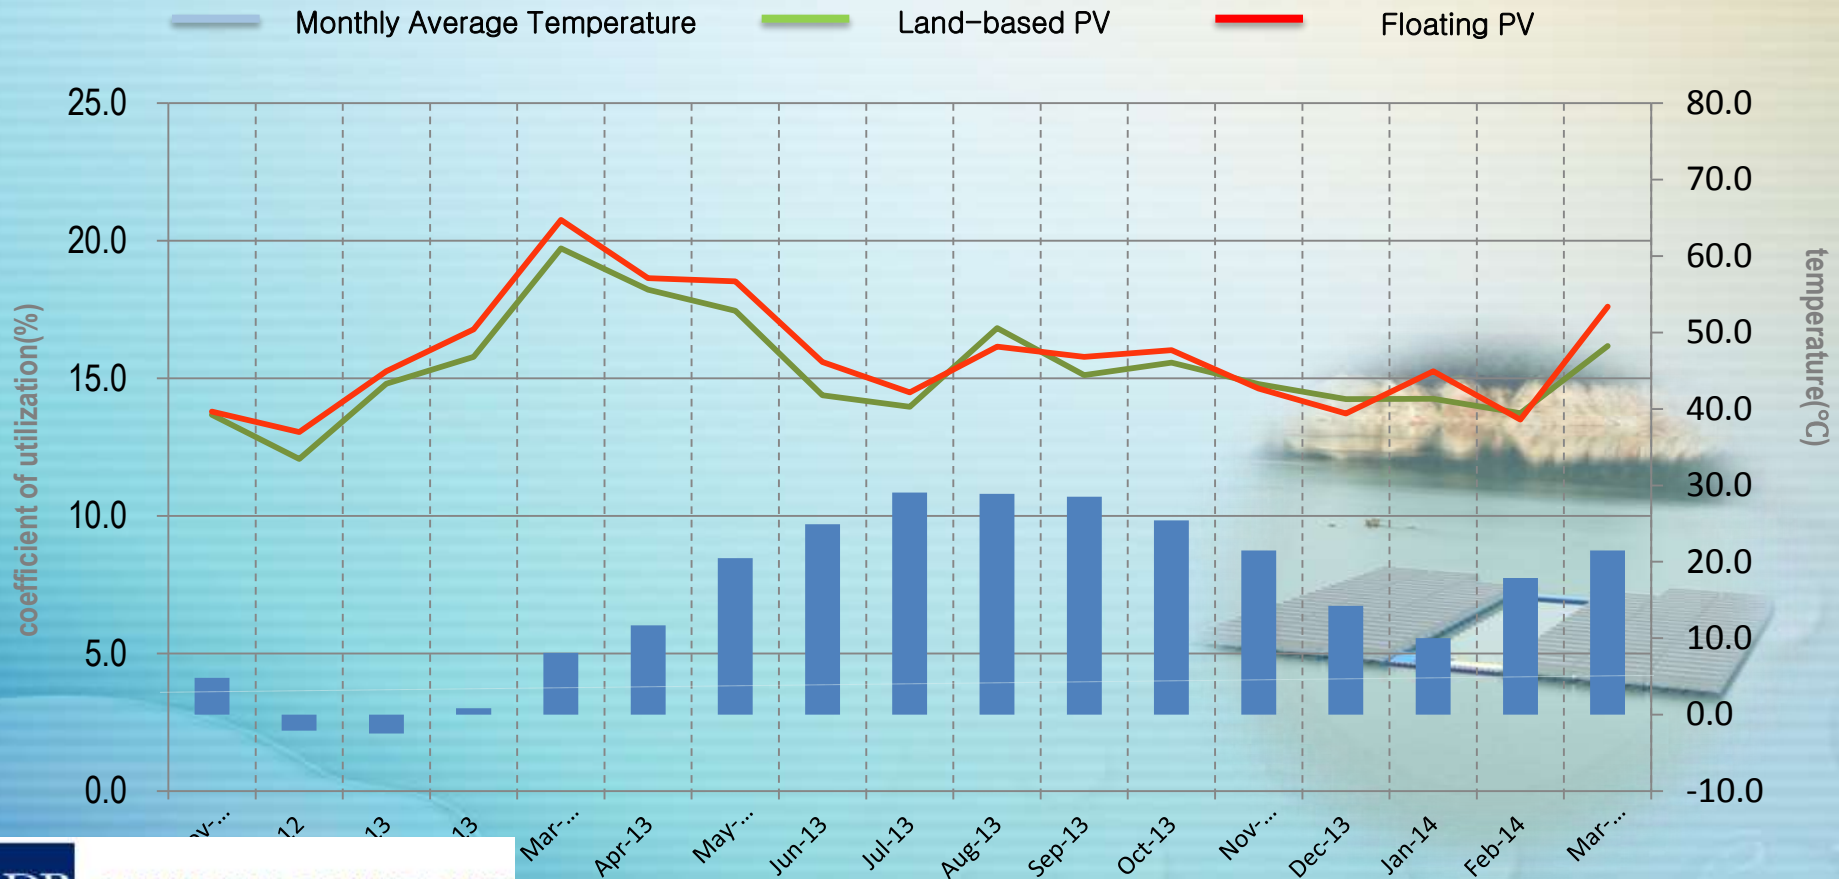 Monthly Average Temperature Land-based PV Floating PV
25.0
20.0
15.0
10.0
5.0
0.0
coefficient of utilization(%)
80.0
70.0
60.0
50.0
40.0
30.0
20.0
10.0
0.0
-10.0
temperature(℃)
12
13
13
Mar-...
Apr-13
May-...
Jun-13
Jul-13
Aug-13
Sep-13
Oct-13
Nov-...
Dec-13
Jan-14
Feb-14
Mar-...